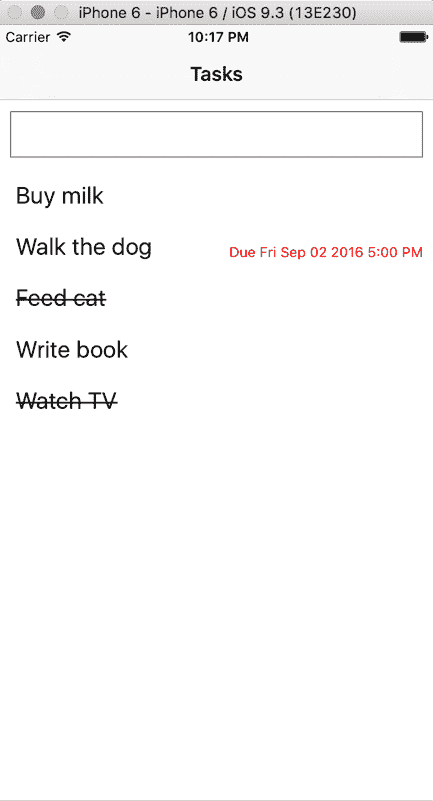 iPhone 6 - iPhone 6 / iOS 9.3 (13E230)
Carrier 10:17 PM
Tasks
Buy milk
Walk the dog Due Fri Sep 02 2016 5:00 PM
Feed cat
Write book
Watch TV